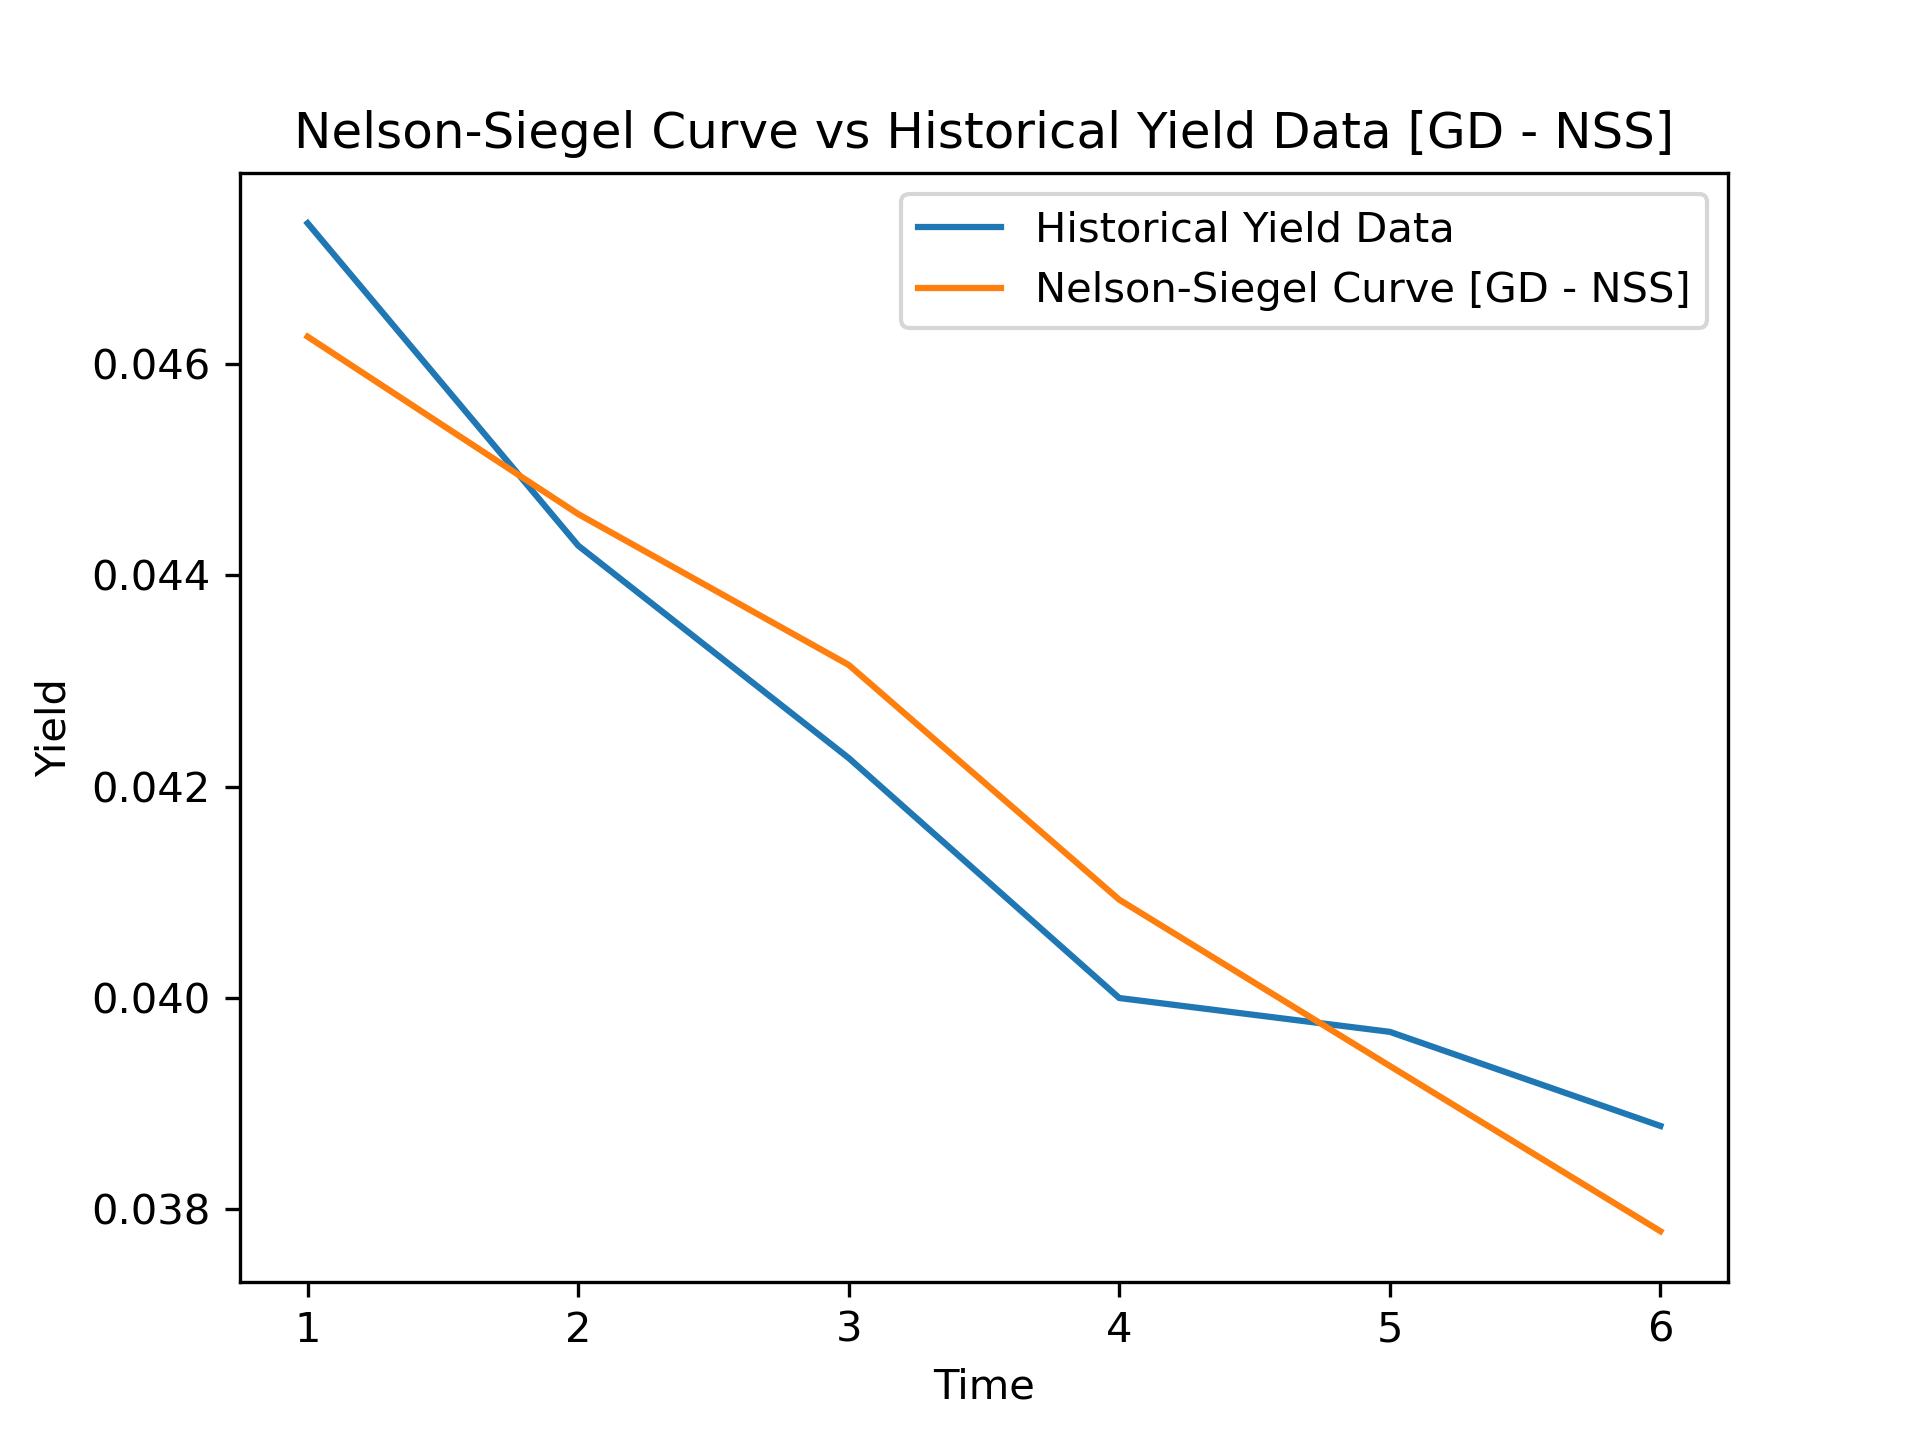 Nelson-Siegel Curve vs Historical Yield Data [GD - NSS]
Historical Yield Data
Nelson-Siegel Curve [GD - NSS]
0.046
0.044
0.042
0.040
0.038
Yield
1 2 3 4 5 6
Time